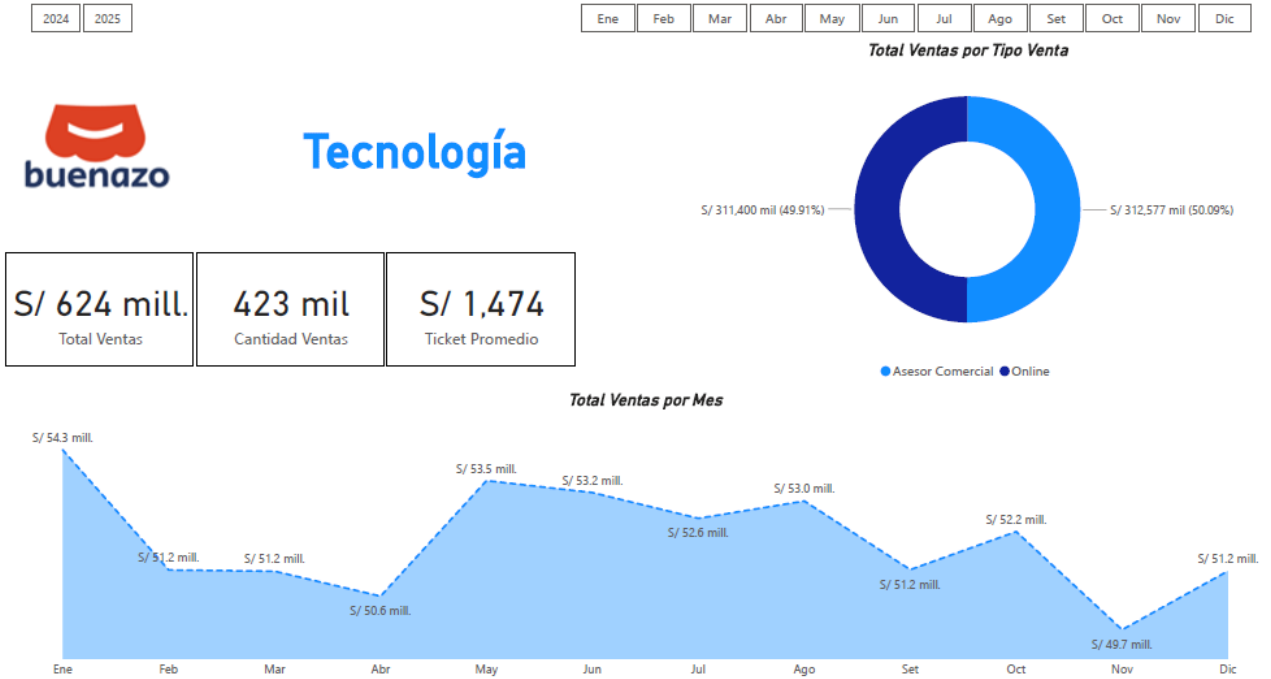 2024 2025 Ene Feb Mar Abr May Jun Jul Ago Set Oct Nov Dic
Total Ventas por Tipo Venta
buenazo
Tecnología
S/ 311,400 mil (49.91%)
S/ 312,577 mil (50.09%)
S/ 624 mill.
Total Ventas
423 mil
Cantidad Ventas
S/ 1,474
Ticket Promedio
Asesor Comercial Online
Total Ventas por Mes
S/ 54.3 mill.
S/ 51.2 mill.
S/ 51.2 mill.
S/ 50.6 mill.
S/ 53.5 mill.
S/ 53.2 mill.
S/ 52.6 mill.
S/ 53.0 mill.
S/ 51.2 mill.
S/ 52.2 mill.
S/ 49.7 mill.
S/ 51.2 mill.
Ene Feb Mar Abr May Jun Jul Ago Set Oct Nov Dic